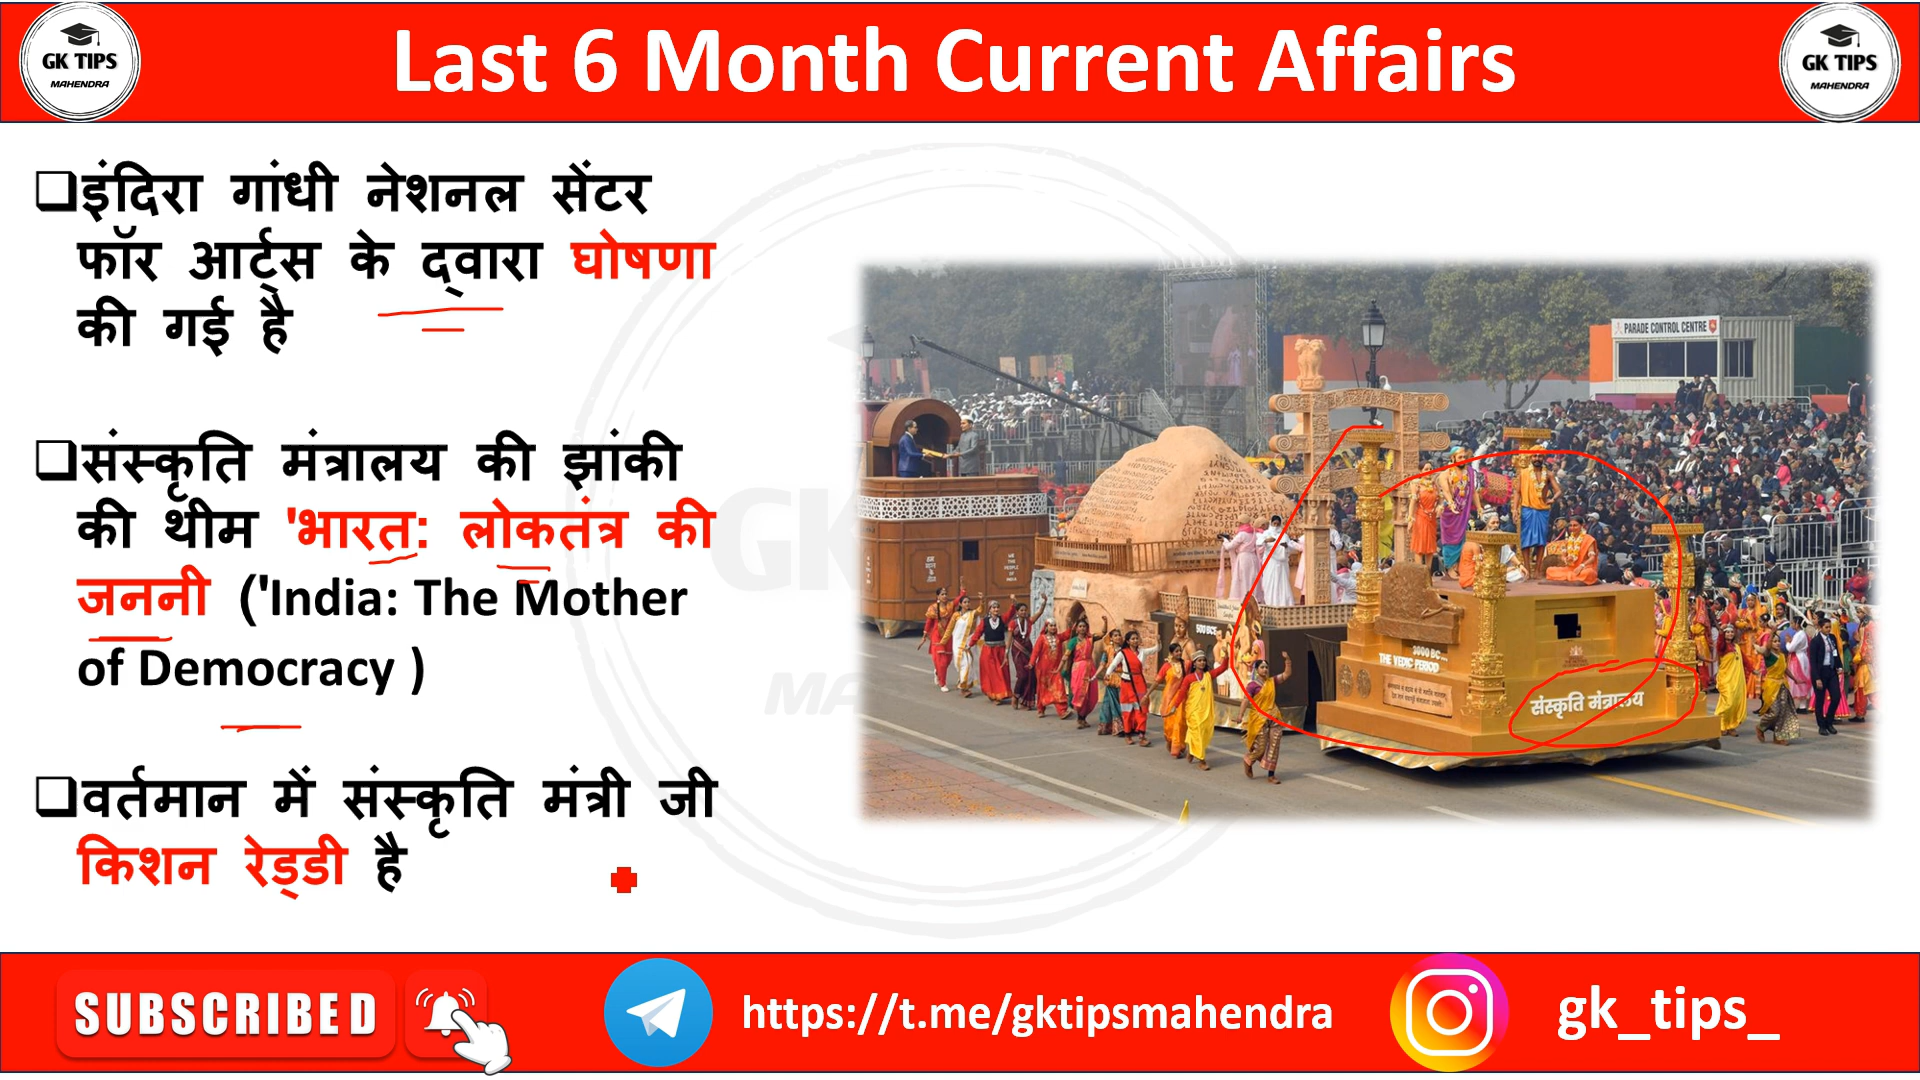 GK TIPS
MAHENDRA
Last 6 Month Current Affairs
GK TIPS
MAHENDRA
❑इंदिरा गांधी नेशनल सेंटर
फॉर आर्ट्स के द्वारा घोषणा
की गई है
❑संस्कृति मंत्रालय की झांकी
की थीम 'भारत: लोकतंत्र की
जननी ('India: The Mother
of Democracy )
❑वर्तमान में संस्कृति मंत्री जी
किशन रेड्डी है
PARADE CONTROL CENTRE
500 BCE
THE VEDIC PERIOD
संस्कृति मंत्रालय
SUBSCRIBED
https://t.me/gktipsmahendra
gk_tips_